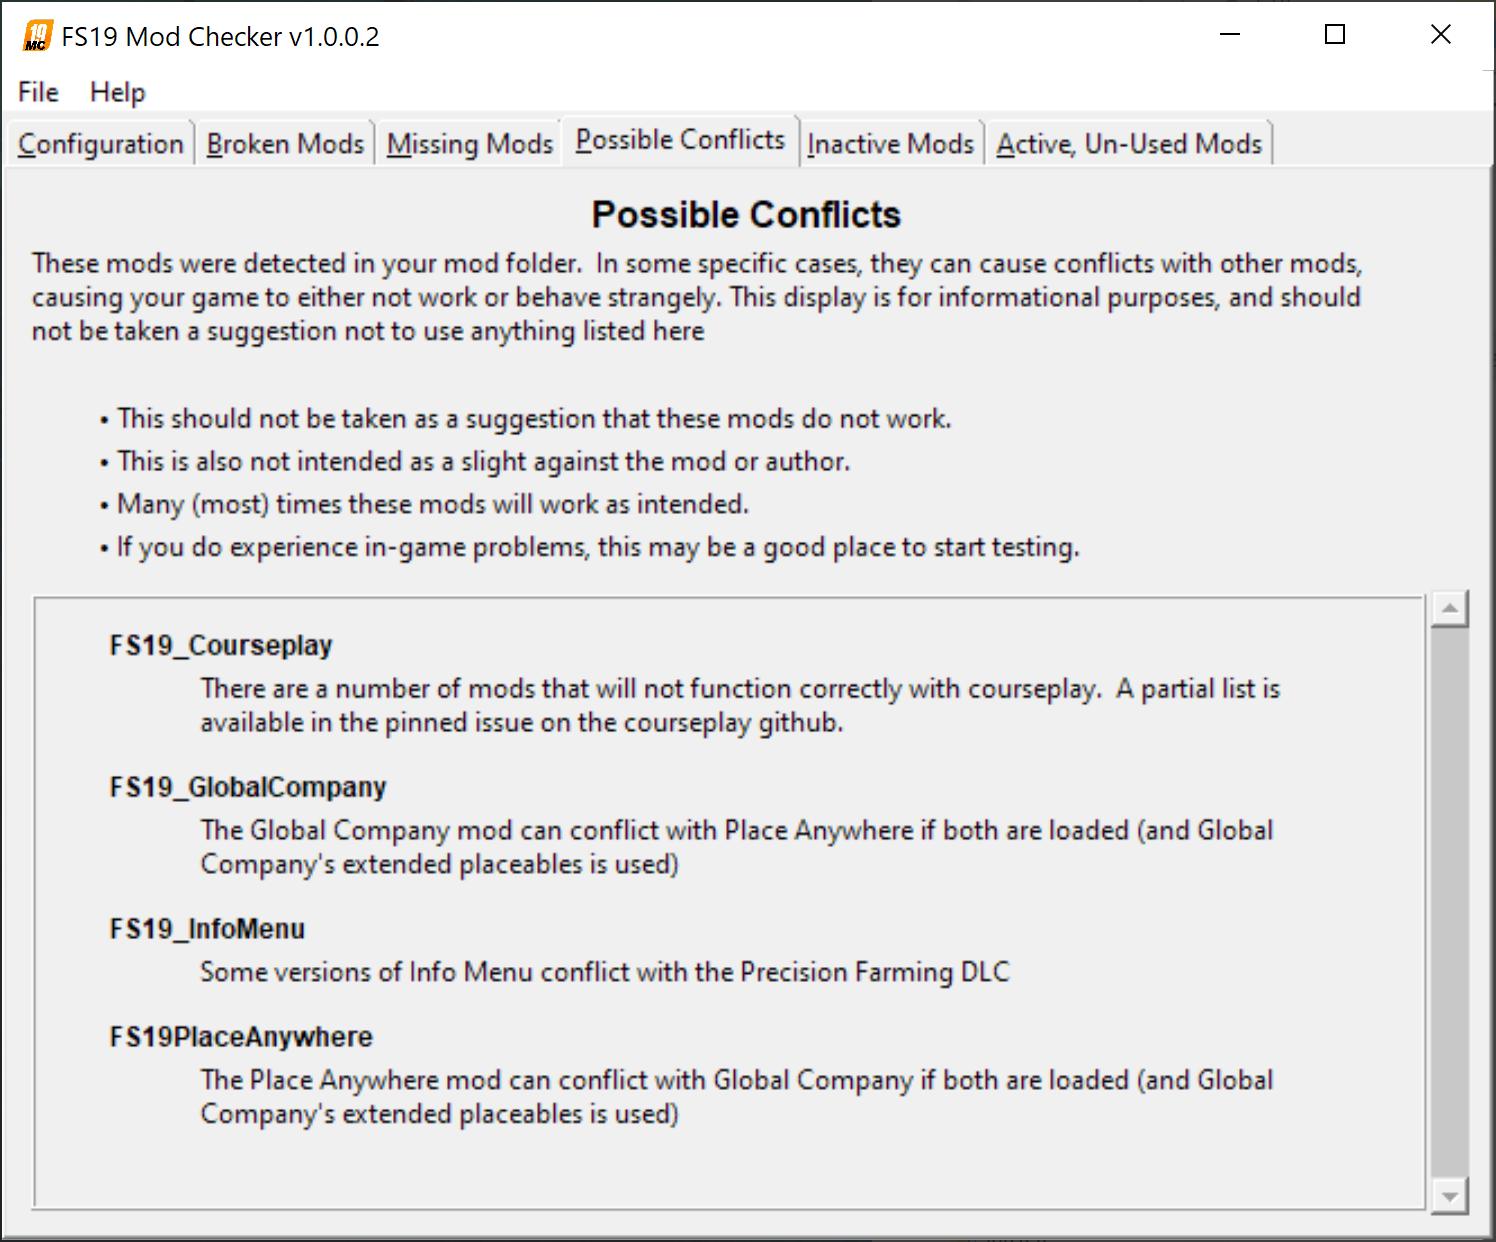 19
MC
FS19 Mod Checker v1.0.0.2
File Help
Configuration Broken Mods Missing Mods Possible Conflicts Inactive Mods Active, Un-Used Mods
Possible Conflicts
These mods were detected in your mod folder.  In some specific cases, they can cause conflicts with other mods,
causing your game to either not work or behave strangely. This display is for informational purposes, and should
not be taken a suggestion not to use anything listed here
• This should not be taken as a suggestion that these mods do not work.
• This is also not intended as a slight against the mod or author.
• Many (most) times these mods will work as intended.
• If you do experience in-game problems, this may be a good place to start testing.
FS19_Courseplay
There are a number of mods that will not function correctly with courseplay.  A partial list is
available in the pinned issue on the courseplay github.
FS19_GlobalCompany
The Global Company mod can conflict with Place Anywhere if both are loaded (and Global
Company's extended placeables is used)
FS19_InfoMenu
Some versions of Info Menu conflict with the Precision Farming DLC
FS19PlaceAnywhere
The Place Anywhere mod can conflict with Global Company if both are loaded (and Global
Company's extended placeables is used)